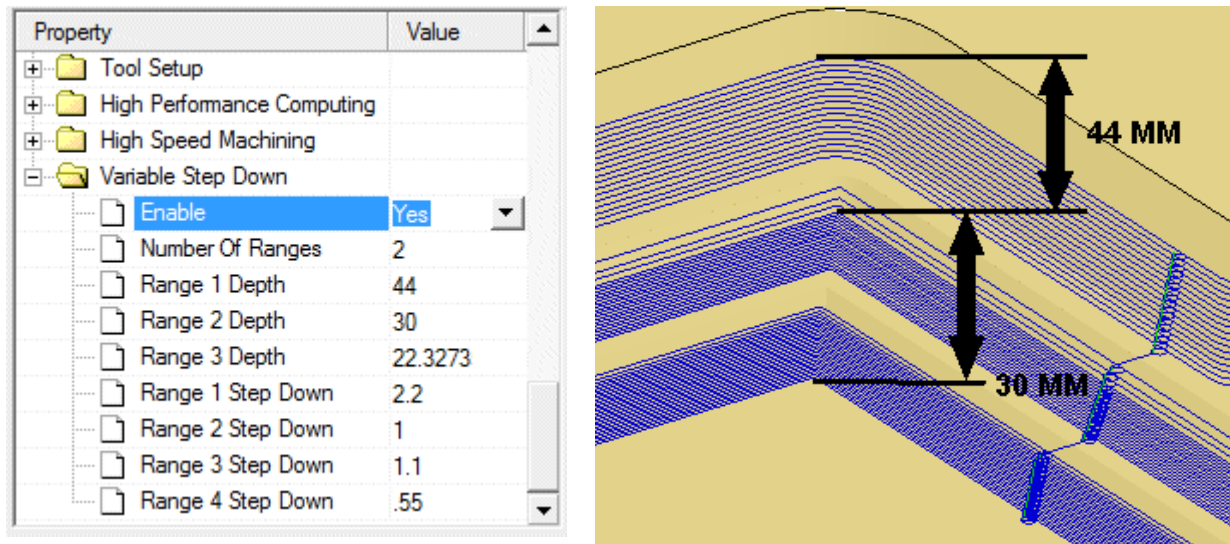 Property Value
Tool Setup
High Performance Computing
High Speed Machining
Variable Step Down
Enable Yes
Number Of Ranges 2
Range 1 Depth 44
Range 2 Depth 30
Range 3 Depth 22.3273
Range 1 Step Down 2.2
Range 2 Step Down 1
Range 3 Step Down 1.1
Range 4 Step Down .55
44 MM
30 MM